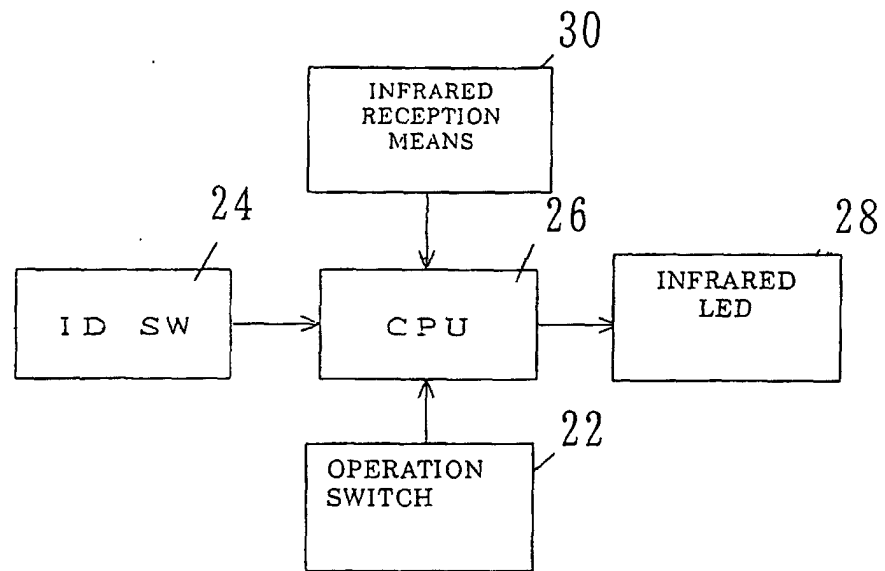 30
INFRARED
RECEPTION
MEANS
24
26
28
ID SW
CPU
INFRARED
LED
22
OPERATION
SWITCH